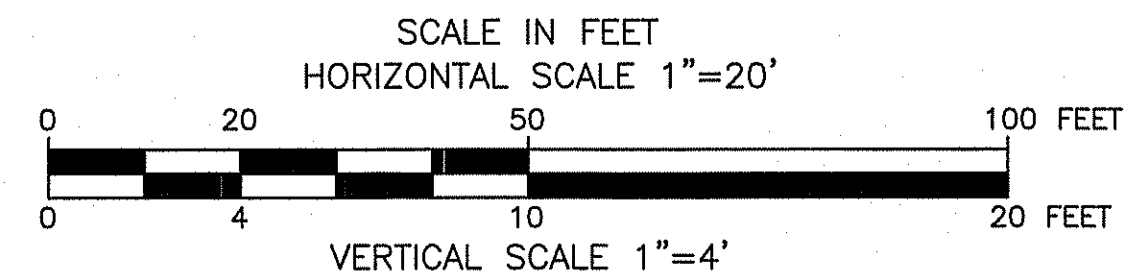 SCALE IN FEET
HORIZONTAL SCALE 1"=20'
0 20 50 100 FEET
0 4 10 20 FEET
VERTICAL SCALE 1"=4'